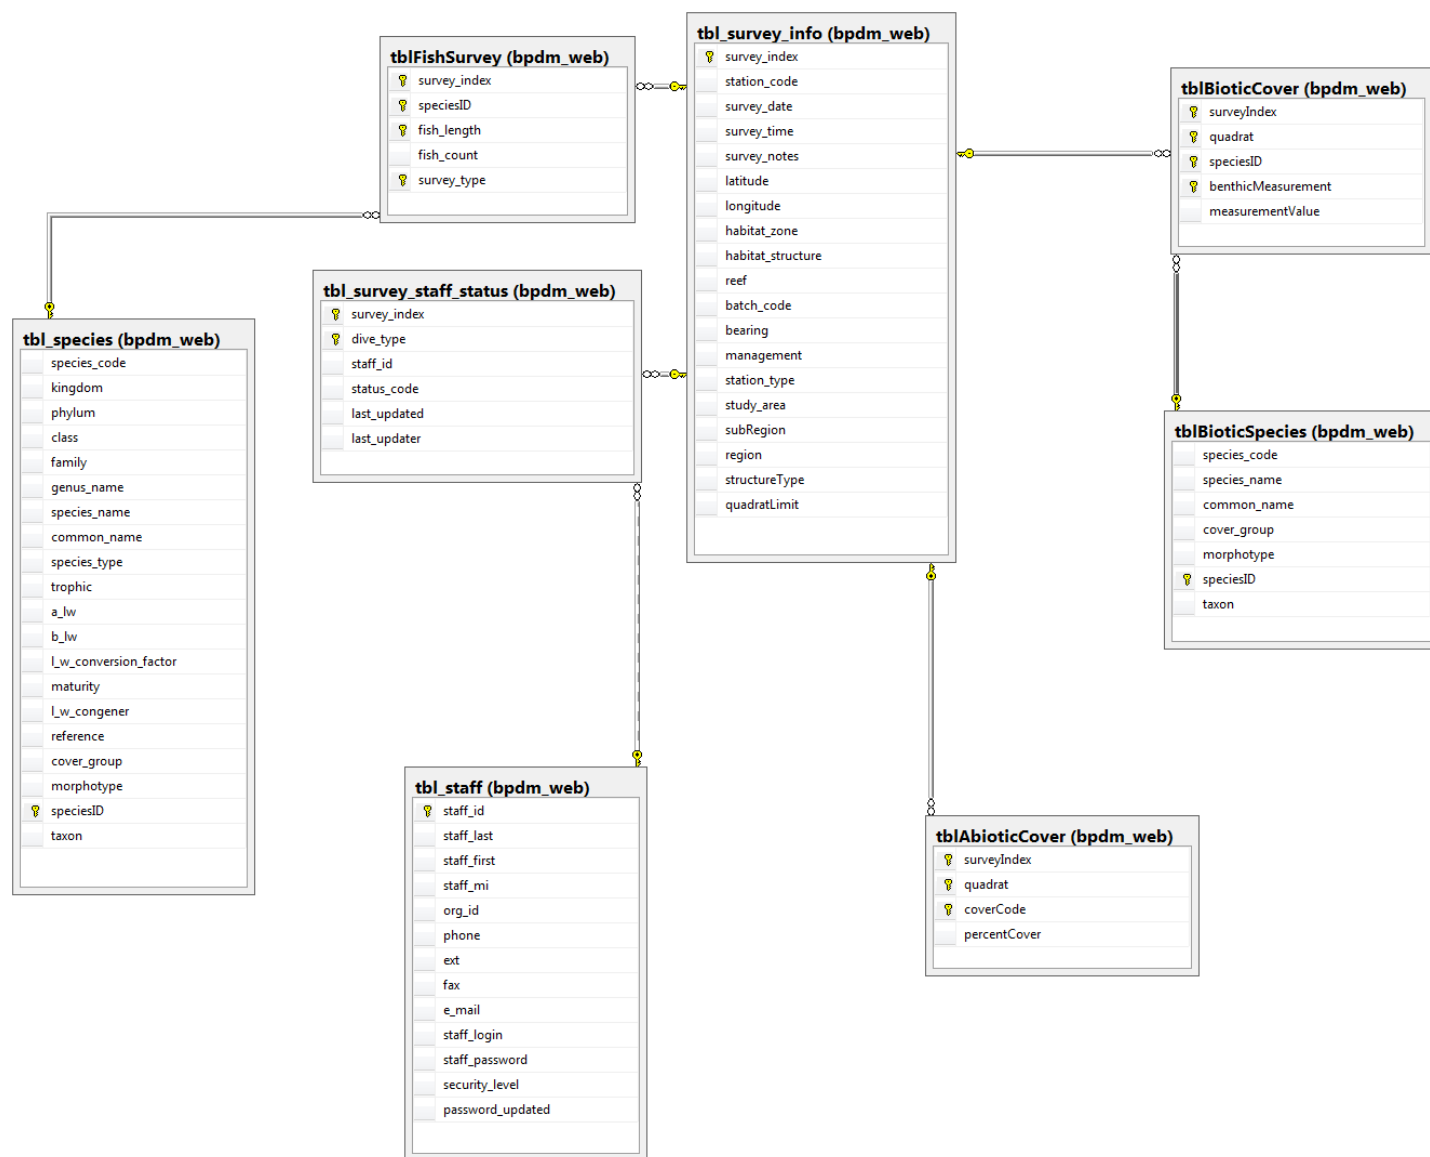 tblFishSurvey (bpdm_web)
survey_index
speciesID
fish_length
fish_count
survey_type
tbl_survey_info (bpdm_web)
survey_index
station_code
survey_date
survey_time
survey_notes
latitude
longitude
habitat_zone
habitat_structure
reef
batch_code
bearing
management
station_type
study_area
subRegion
region
structureType
quadratLimit
tblBioticCover (bpdm_web)
surveyIndex
quadrat
speciesID
benthicMeasurement
measurementValue
tbl_survey_staff_status (bpdm_web)
survey_index
dive_type
staff_id
status_code
last_updated
last_updater
tbl_species (bpdm_web)
species_code
kingdom
phylum
class
family
genus_name
species_name
common_name
species_type
trophic
a_lw
b_lw
l_w_conversion_factor
maturity
l_w_congener
reference
cover_group
morphotype
speciesID
taxon
tblBioticSpecies (bpdm_web)
species_code
species_name
common_name
cover_group
morphotype
speciesID
taxon
tbl_staff (bpdm_web)
staff_id
staff_last
staff_first
staff_mi
org_id
phone
ext
fax
e_mail
staff_login
staff_password
security_level
password_updated
tblAbioticCover (bpdm_web)
surveyIndex
quadrat
coverCode
percentCover